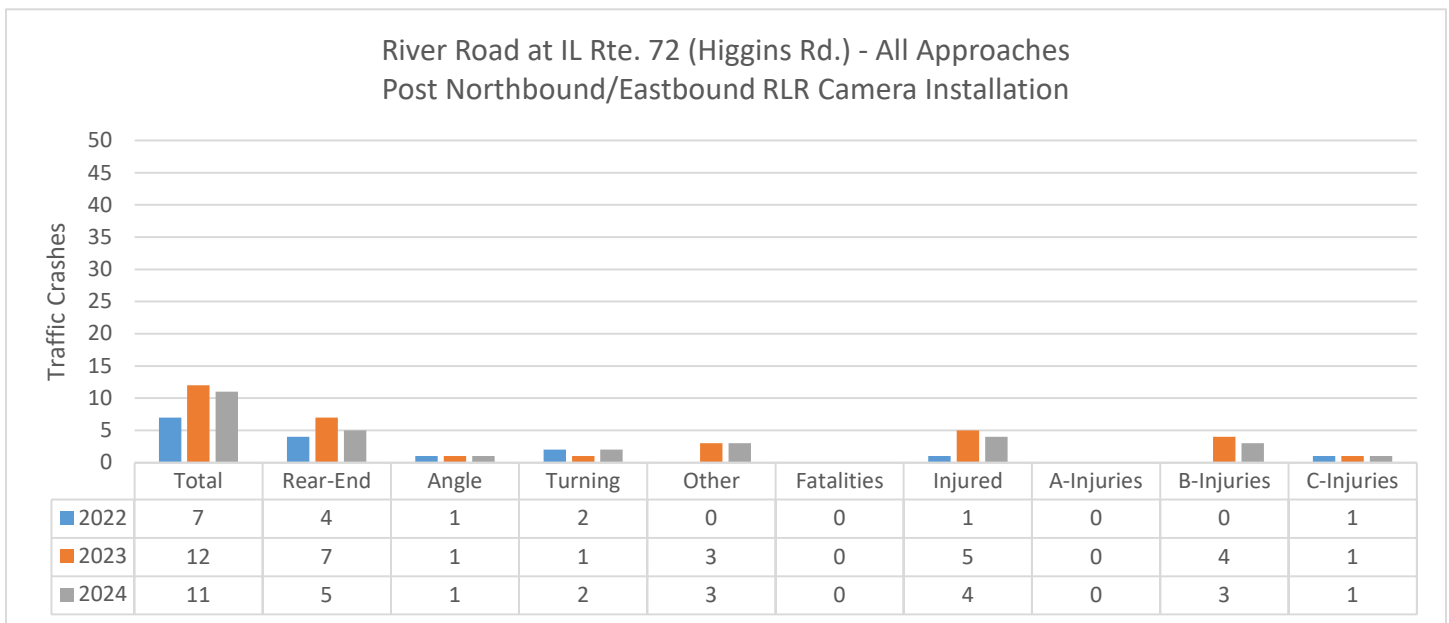 River Road at IL Rte. 72 (Higgins Rd.) - All Approaches
Post Northbound/Eastbound RLR Camera Installation
Traffic Crashes
50
45
40
35
30
25
20
15
10
5
0
Total Rear-End Angle Turning Other Fatalities Injured A-Injuries B-Injuries C-Injuries
2022 7 4 1 2 0 0 1 0 0 1
2023 12 7 1 1 3 0 5 0 4 1
2024 11 5 1 2 3 0 4 0 3 1